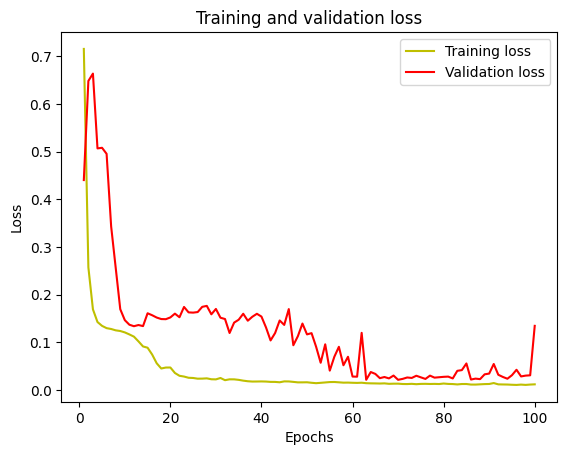 Training and validation loss
Training loss
Validation loss
0.7
0.6
0.5
0.4
0.3
0.2
0.1
0.0
Loss
0 20 40 60 80 100
Epochs